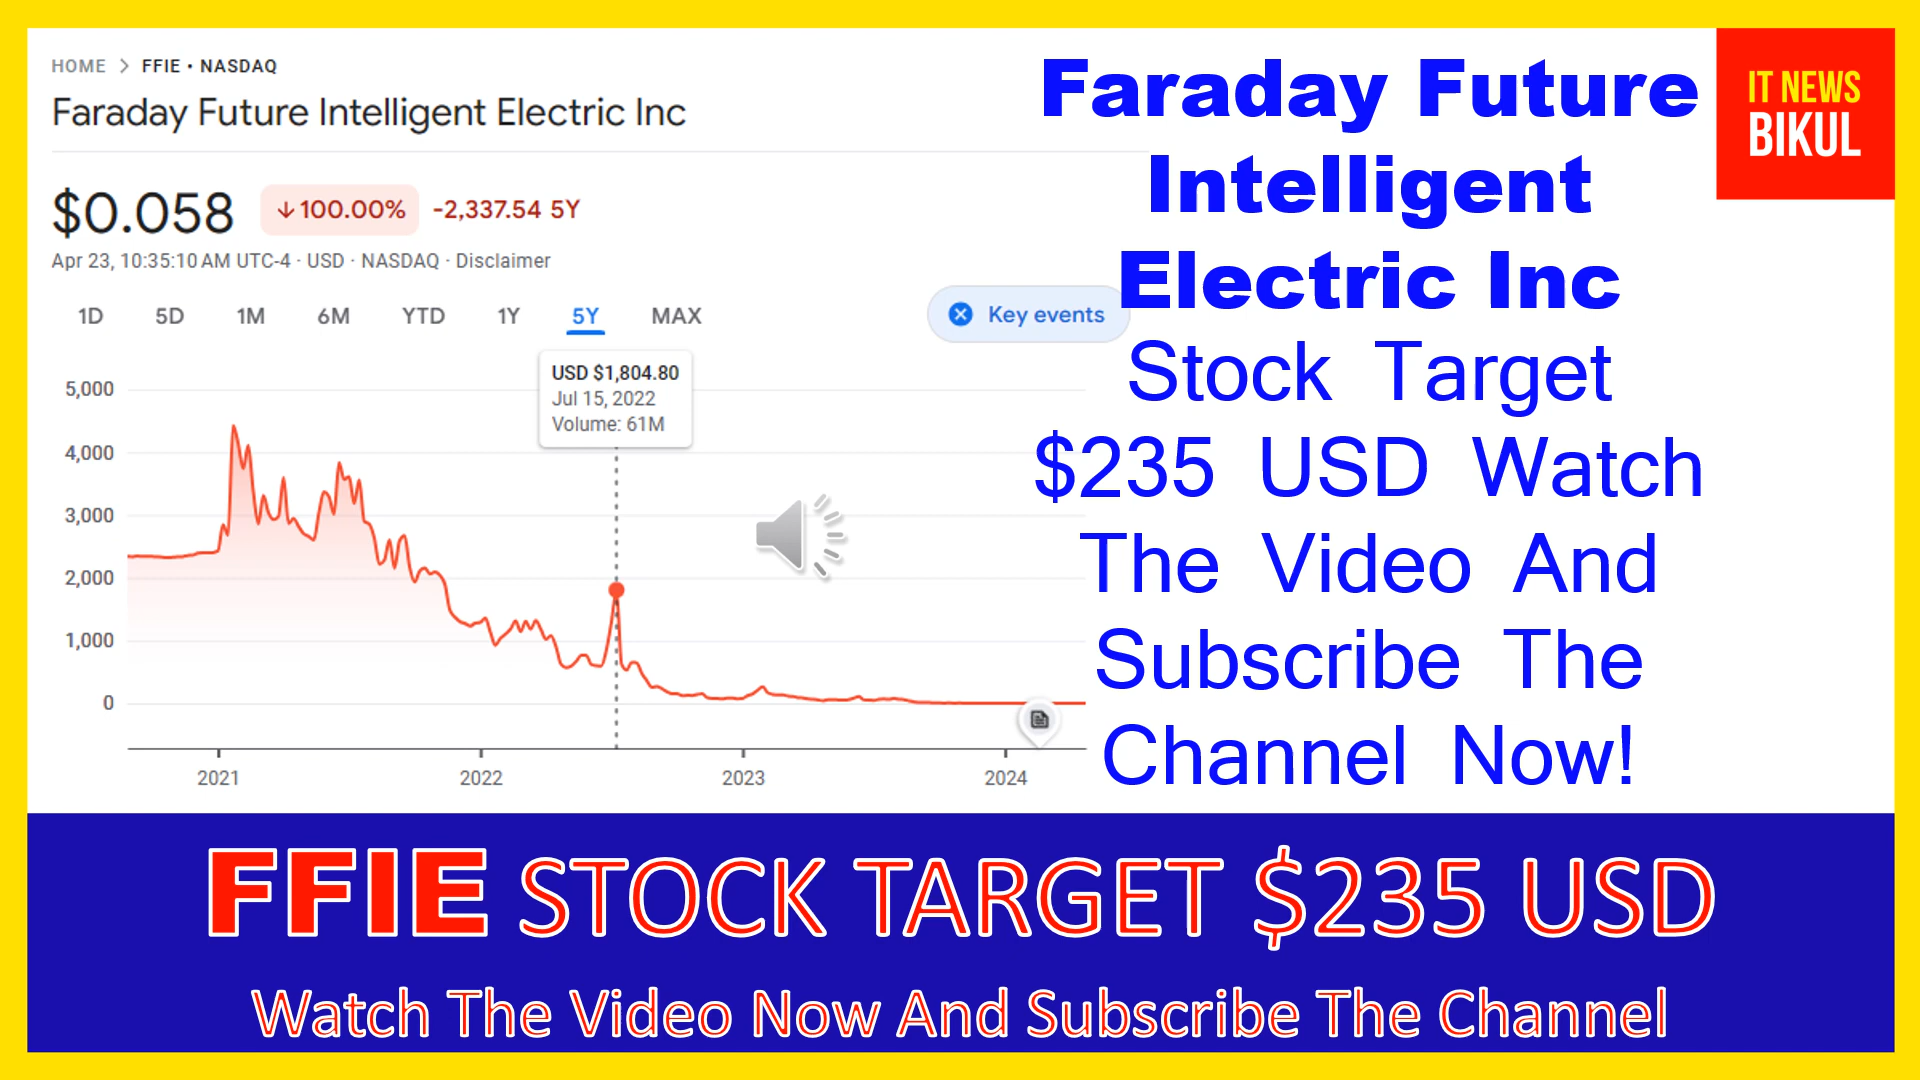 HOME > FFIE • NASDAQ
Faraday Future Intelligent Electric Inc
$0.058 ↓100.00% -2,337.54 5Y
Apr 23, 10:35:10 AM UTC-4 · USD · NASDAQ · Disclaimer
1D 5D 1M 6M YTD 1Y 5Y MAX
Key events
USD $1,804.80
Jul 15, 2022
Volume: 61M
5,000
4,000
3,000
2,000
1,000
0
2021 2022 2023 2024
Faraday Future
Intelligent
Electric Inc
Stock Target
$235 USD Watch
The Video And
Subscribe The
Channel Now!
IT NEWS
BIKUL
FFIE STOCK TARGET $235 USD
Watch The Video Now And Subscribe The Channel